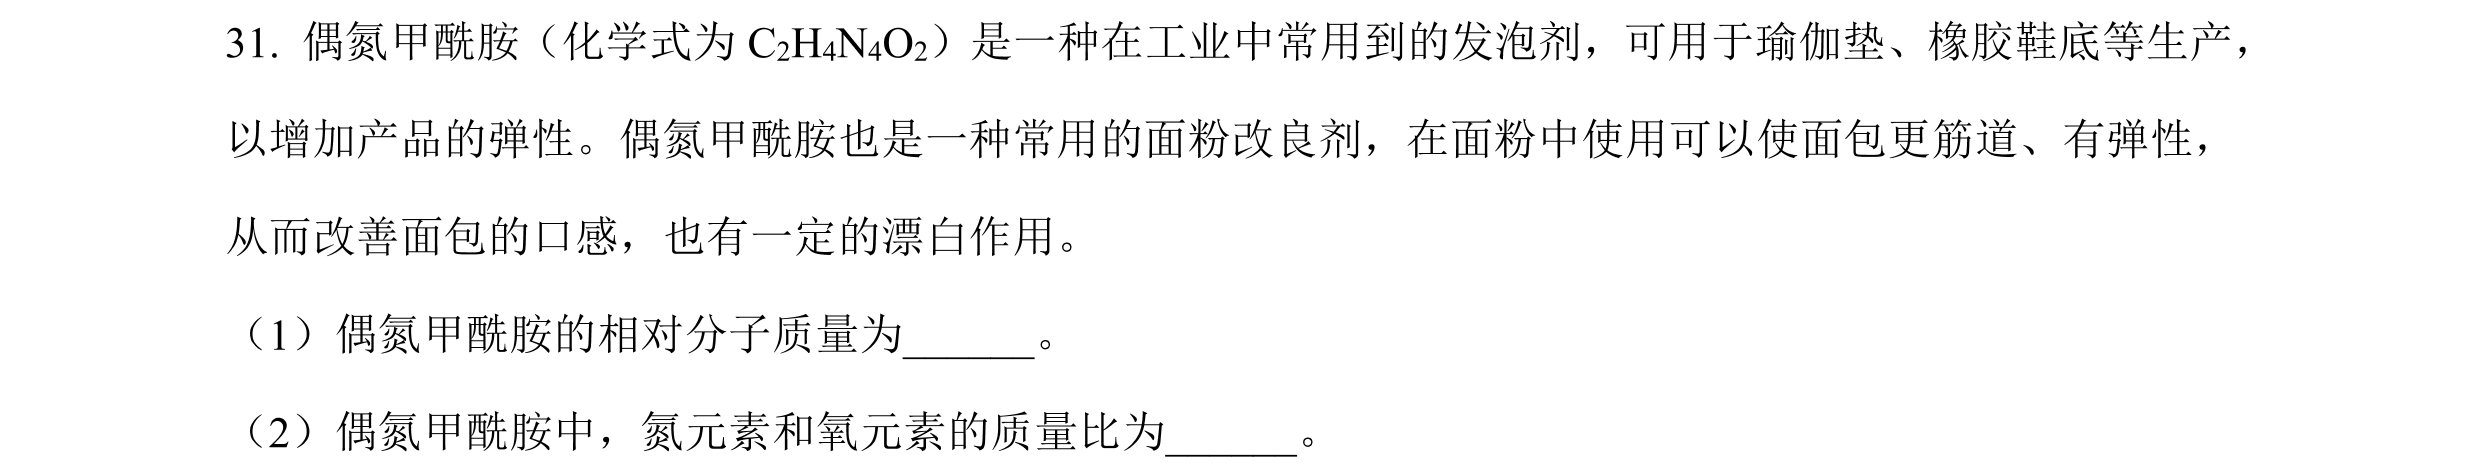 31. 偶氮甲酰胺（化学式为 C₂H₄N₄O₂）是一种在工业中常用到的发泡剂，可用于瑜伽垫、橡胶鞋底等生产，
以增加产品的弹性。偶氮甲酰胺也是一种常用的面粉改良剂，在面粉中使用可以使面包更筋道、有弹性，
从而改善面包的口感，也有一定的漂白作用。
（1）偶氮甲酰胺的相对分子质量为______。
（2）偶氮甲酰胺中，氮元素和氧元素的质量比为______。